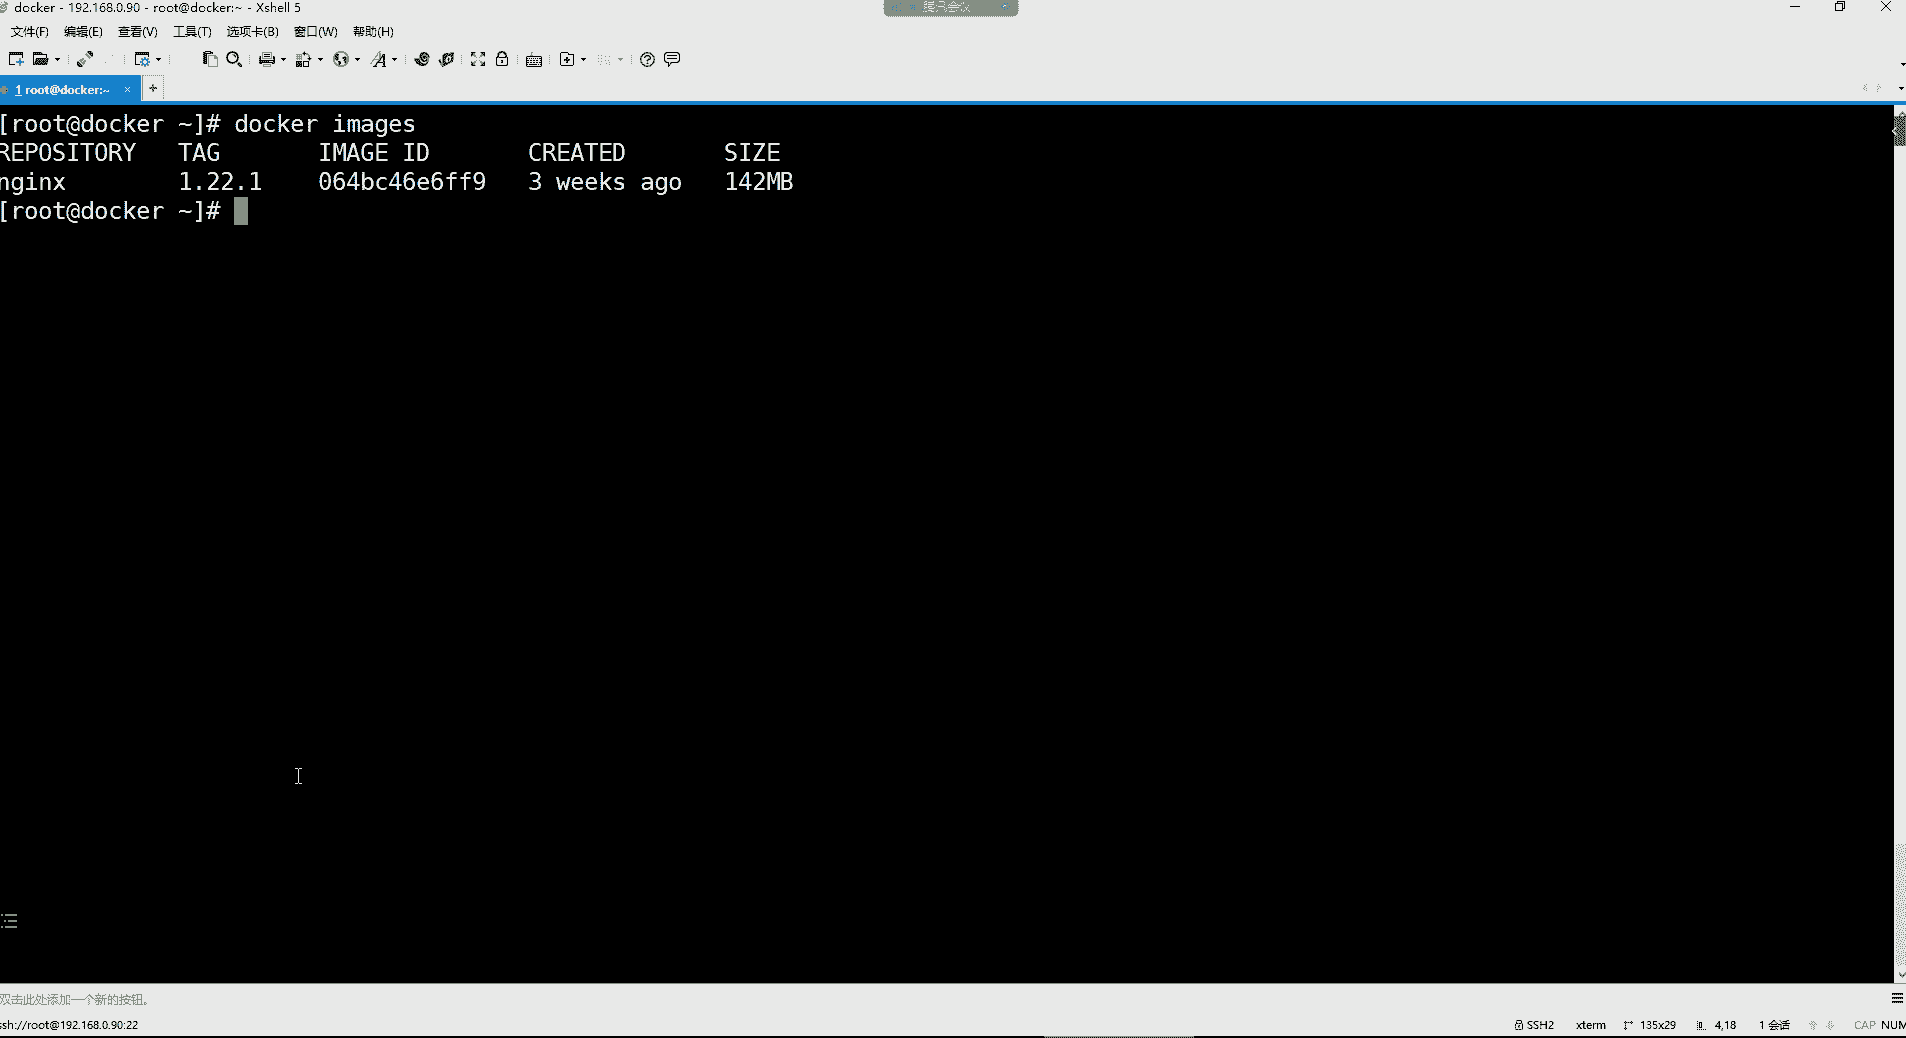 docker - 192.168.0.90 - root@docker:~ - Xshell 5
腾讯会议
文件(F) 编辑(E) 查看(V) 工具(T) 选项卡(B) 窗口(W) 帮助(H)
1 root@docker:~ × +
[root@docker ~]# docker images
REPOSITORY TAG IMAGE ID CREATED SIZE
nginx 1.22.1 064bc46e6ff9 3 weeks ago 142MB
[root@docker ~]#
双击此处添加一个新的按钮。
ssh://root@192.168.0.90:22 SSH2 xterm 135x29 4,18 1 会话 CAP NUM